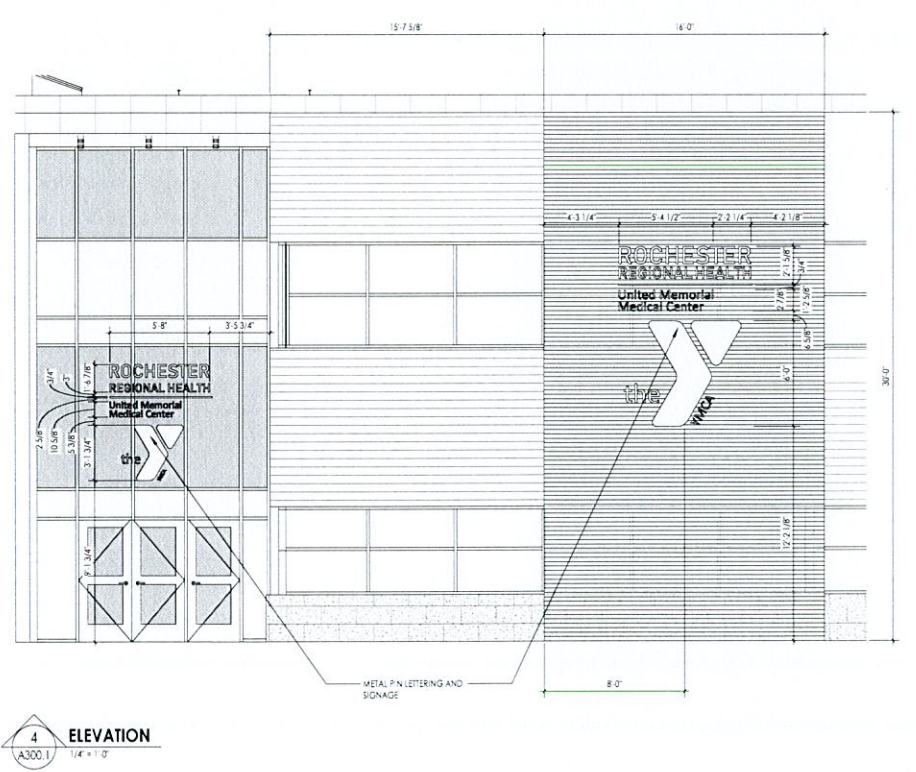 15'-7 5/8"
16'-0"
4'-3 1/4"
5'-4 1/2"
2'-2 1/4"
4'-2 1/8"
ROCHESTER
REGIONAL HEALTH
United Memorial
Medical Center
the
YMCA
2'-1 5/8"
3/4"
2 7/8"
1'-2 5/8"
6 5/8"
6'-0"
30'-0"
12'-2 1/8"
5'-8"
3'-5 3/4"
ROCHESTER
REGIONAL HEALTH
United Memorial
Medical Center
the
1'-6 7/8"
3"
3/4"
2 5/8"
10 5/8"
5 3/8"
3'-1 3/4"
9'-1 3/4"
METAL PIN LETTERING AND
SIGNAGE
8'-0"
4
A300.1
ELEVATION
1/4" = 1'-0"